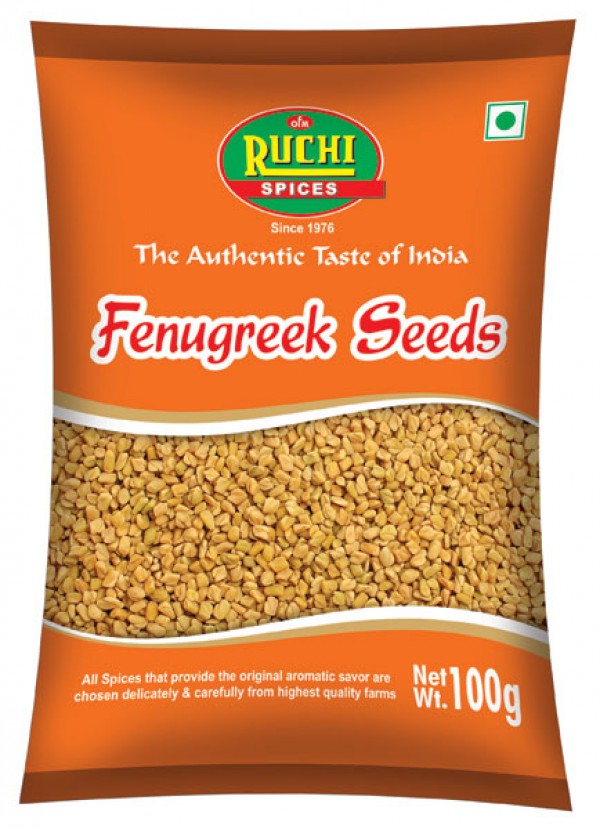 OFM
RUCHI
SPICES
Since 1976
The Authentic Taste of India
Fenugreek Seeds
All Spices that provide the original aromatic savor are
chosen delicately & carefully from highest quality farms
Net
Wt. 100g